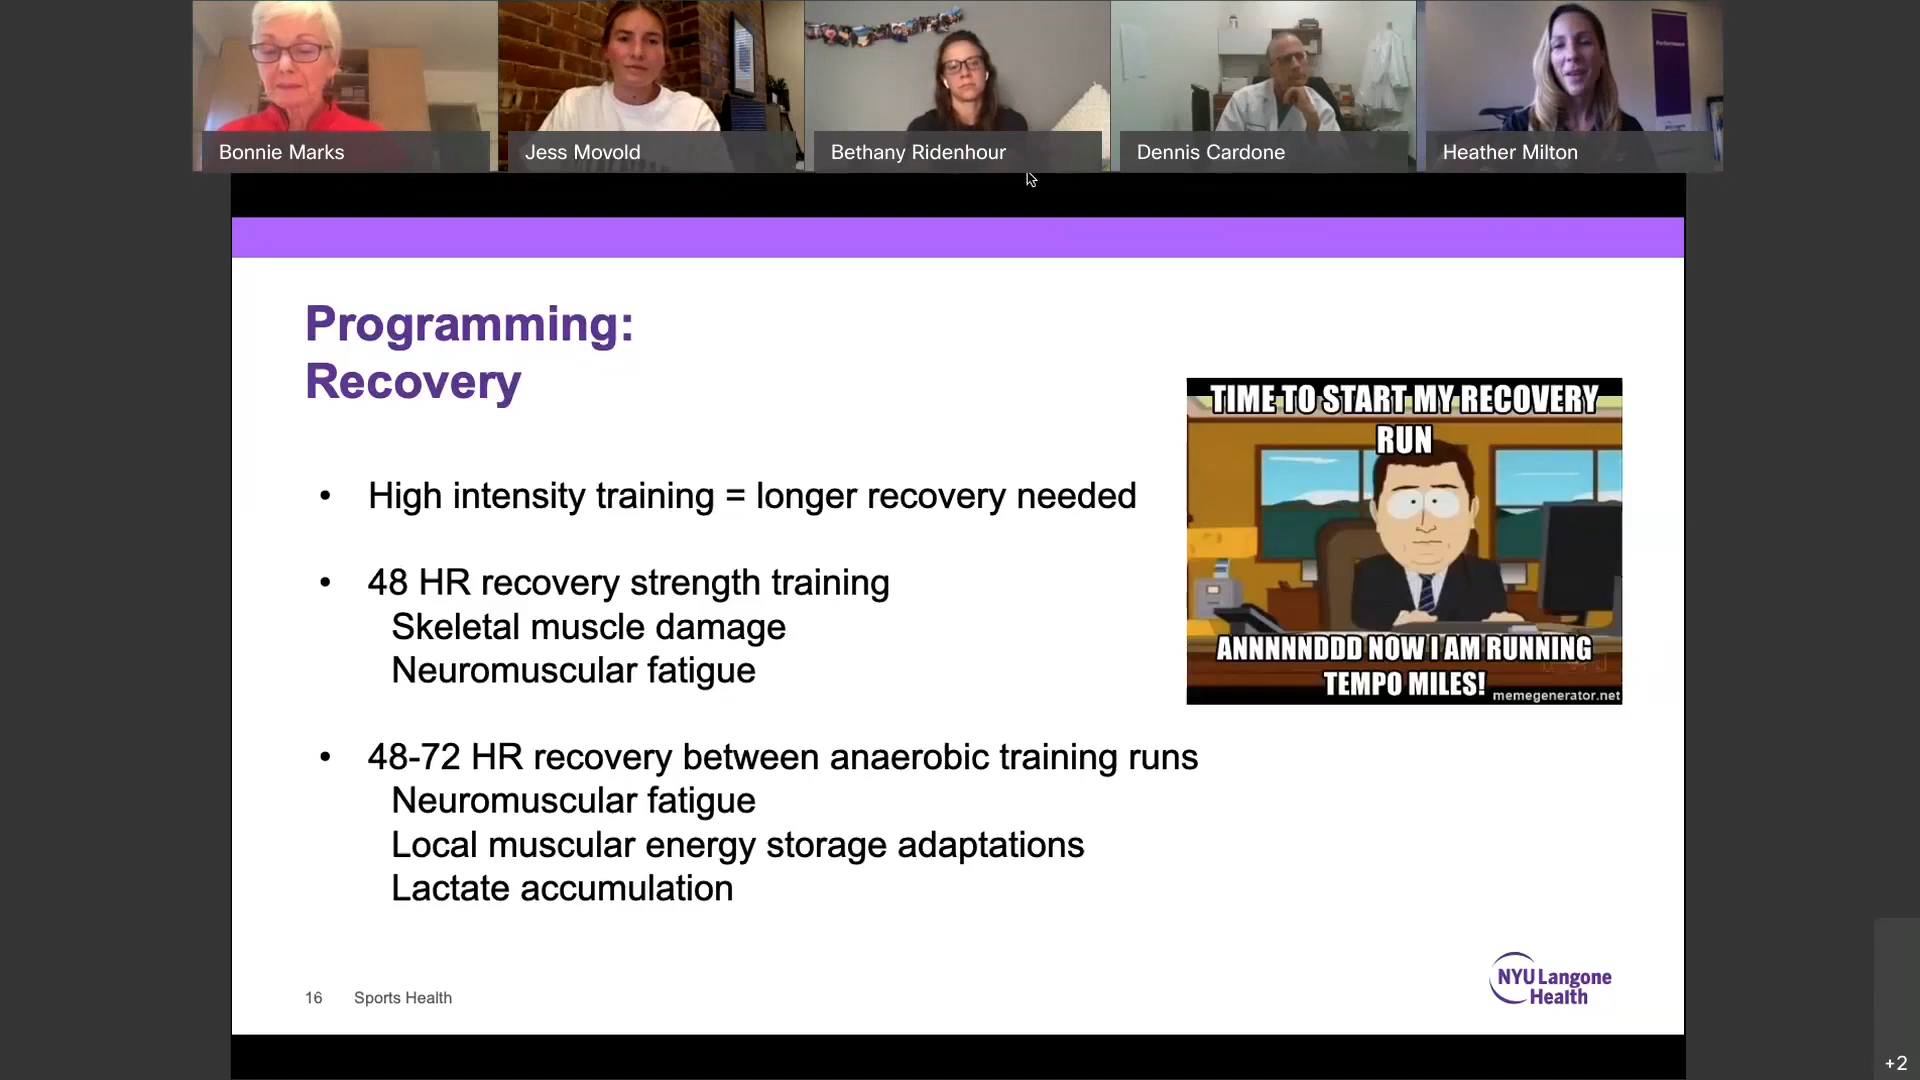 Bonnie Marks
Jess Movold
Bethany Ridenhour
Dennis Cardone
Heather Milton
Performance
Programming:
Recovery
• High intensity training = longer recovery needed
• 48 HR recovery strength training
Skeletal muscle damage
Neuromuscular fatigue
• 48-72 HR recovery between anaerobic training runs
Neuromuscular fatigue
Local muscular energy storage adaptations
Lactate accumulation
TIME TO START MY RECOVERY
RUN
ANNNNNDDD NOW I AM RUNNING
TEMPO MILES!
memegenerator.net
16 Sports Health
NYU Langone
Health
+2